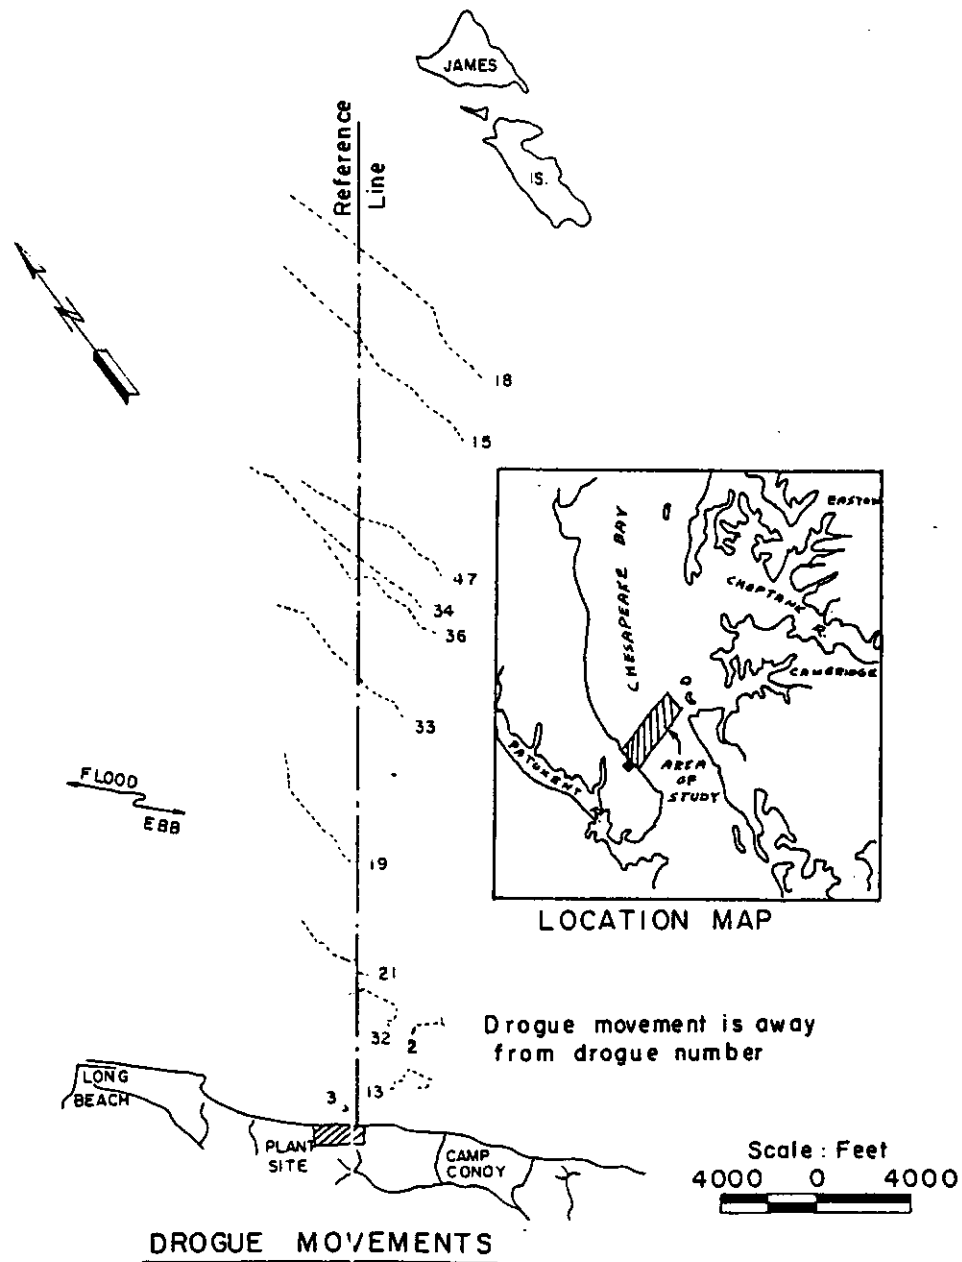 JAMES
IS.
Reference
Line
N
18
15
47
34
36
33
FLOOD
EBB
19
21
32
2
13
3
Drogue movement is away
from drogue number
LONG
BEACH
PLANT
SITE
CAMP
CONOY
Scale : Feet
4000 0 4000
EASTON
CHESAPEAKE BAY
CHOPTANK R.
CAMBRIDGE
PATUXENT
AREA
OF
STUDY
LOCATION MAP
DROGUE MOVEMENTS